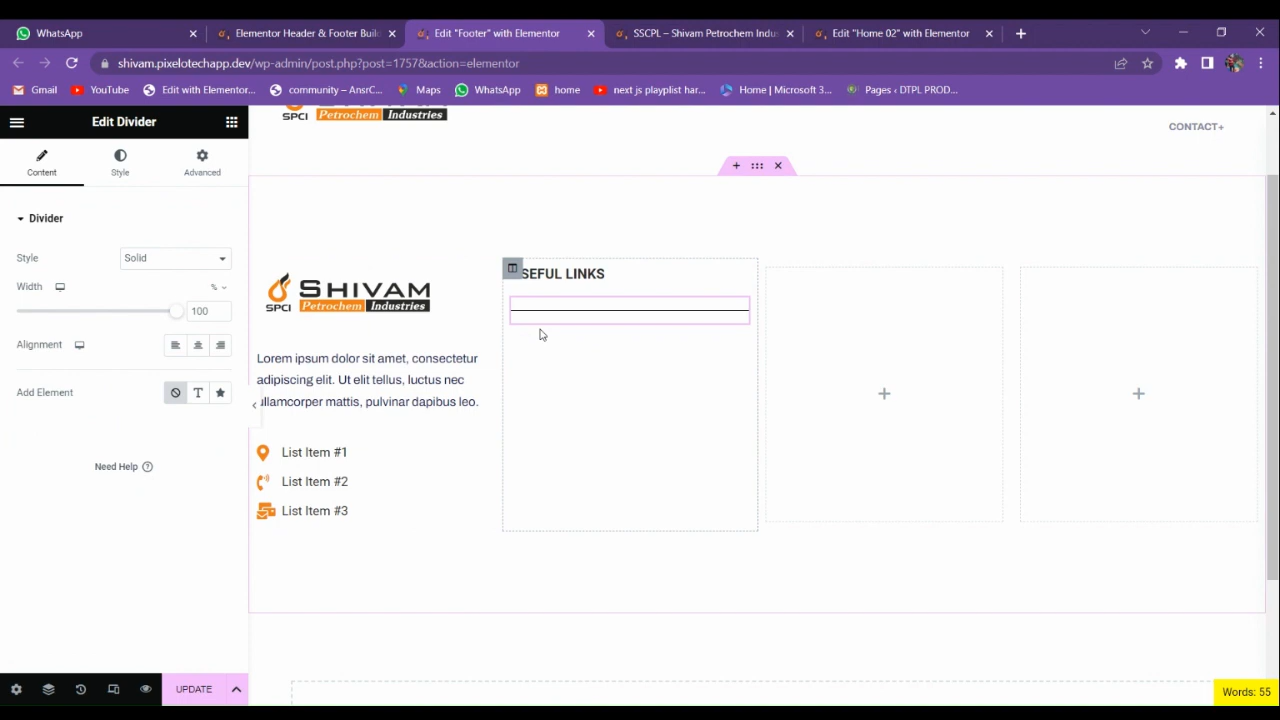 WhatsApp
Elementor Header & Footer Buil
Edit "Footer" with Elementor
SSCPL – Shivam Petrochem Indus
Edit "Home 02" with Elementor
shivam.pixelotechapp.dev/wp-admin/post.php?post=1757&action=elementor
Gmail
YouTube
Edit with Elementor...
community – AnsrC...
Maps
WhatsApp
home
next js playlist har...
Home | Microsoft 3...
Pages ‹ DTPL PROD...
Edit Divider
Content
Style
Advanced
Divider
Style
Solid
Width
%
100
Alignment
Add Element
Need Help
UPDATE
SPCI Petrochem Industries
CONTACT+
SHIVAM
SPCI Petrochem Industries
Lorem ipsum dolor sit amet, consectetur
adipiscing elit. Ut elit tellus, luctus nec
ullamcorper mattis, pulvinar dapibus leo.
List Item #1
List Item #2
List Item #3
SEFUL LINKS
Words: 55